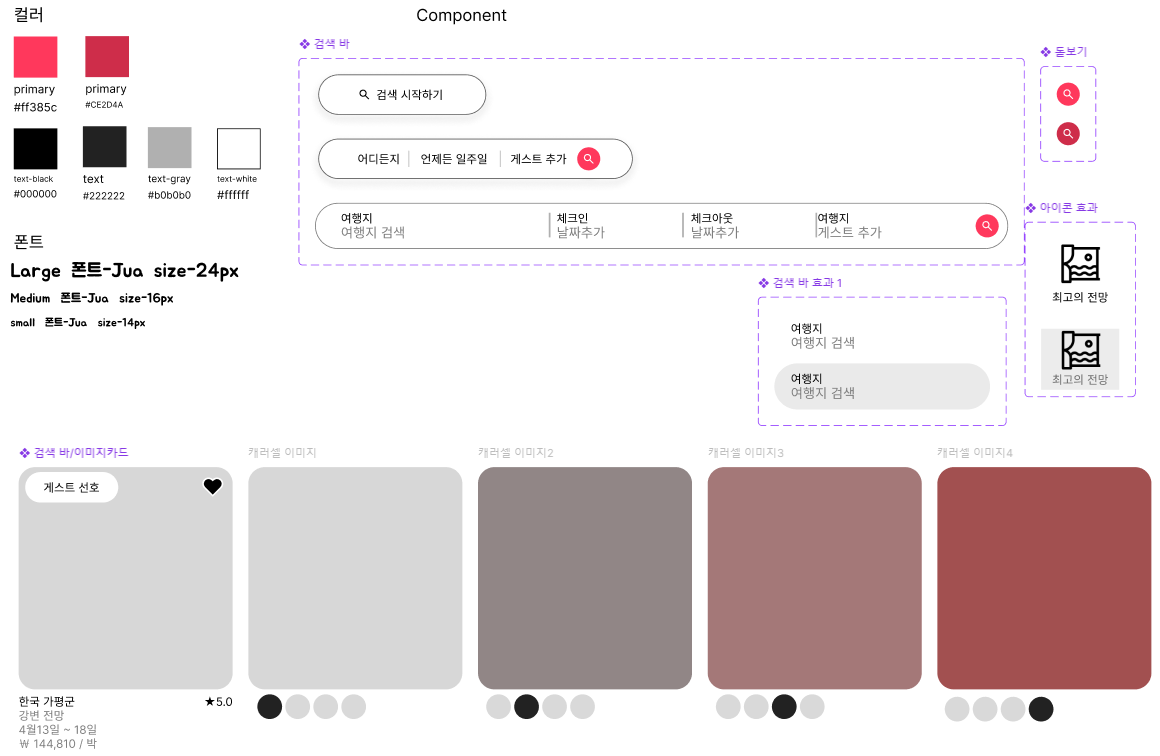 컬러
Component
primary
#ff385c
primary
#CE2D4A
text-black
#000000
text
#222222
text-gray
#b0b0b0
text-white
#ffffff
폰트
Large 폰트-Jua size-24px
Medium 폰트-Jua size-16px
small 폰트-Jua size-14px
검색 바
검색 시작하기
어디든지 언제든 일주일 게스트 추가
여행지 체크인 체크아웃 여행지
여행지 검색 날짜추가 날짜추가 게스트 추가
돋보기
아이콘 효과
최고의 전망
최고의 전망
검색 바 효과 1
여행지
여행지 검색
여행지
여행지 검색
검색 바/이미지카드
게스트 선호
한국 가평군 ★5.0
강변 전망
4월13일 ~ 18일
₩ 144,810 / 박
캐러셀 이미지
캐러셀 이미지2
캐러셀 이미지3
캐러셀 이미지4